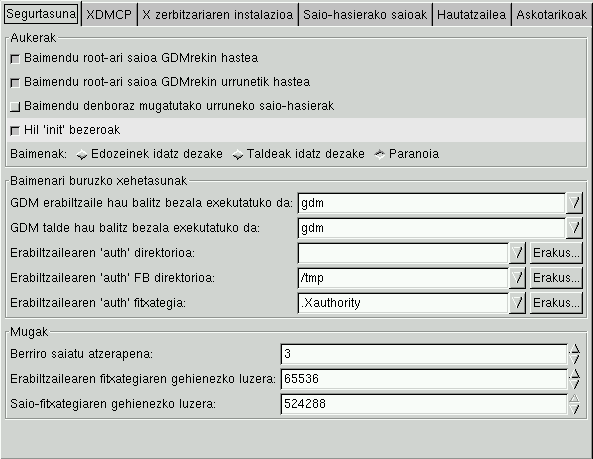 Segurtasuna XDMCP X zerbitzariaren instalazioa Saio-hasierako saioak Hautatzailea Askotarikoak
Aukerak
Baimendu root-ari saioa GDMrekin hastea
Baimendu root-ari saioa GDMrekin urrunetik hastea
Baimendu denboraz mugatutako urruneko saio-hasierak
Hil 'init' bezeroak
Baimenak: Edozeinek idatz dezake Taldeak idatz dezake Paranoia
Baimenari buruzko xehetasunak
GDM erabiltzaile hau balitz bezala exekutatuko da: gdm
GDM talde hau balitz bezala exekutatuko da: gdm
Erabiltzailearen 'auth' direktorioa: Erakus...
Erabiltzailearen 'auth' FB direktorioa: /tmp Erakus...
Erabiltzailearen 'auth' fitxategia: .Xauthority Erakus...
Mugak
Berriro saiatu atzerapena: 3
Erabiltzailearen fitxategiaren gehienezko luzera: 65536
Saio-fitxategiaren gehienezko luzera: 524288